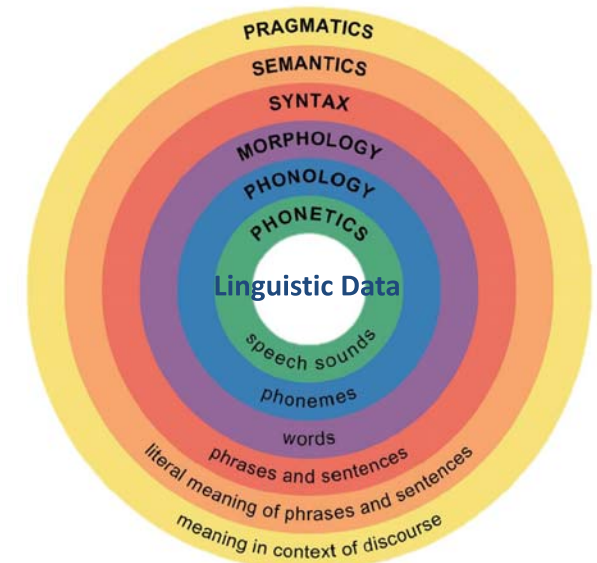 PRAGMATICS
SEMANTICS
SYNTAX
MORPHOLOGY
PHONOLOGY
PHONETICS
Linguistic Data
speech sounds
phonemes
words
phrases and sentences
literal meaning of phrases and sentences
meaning in context of discourse